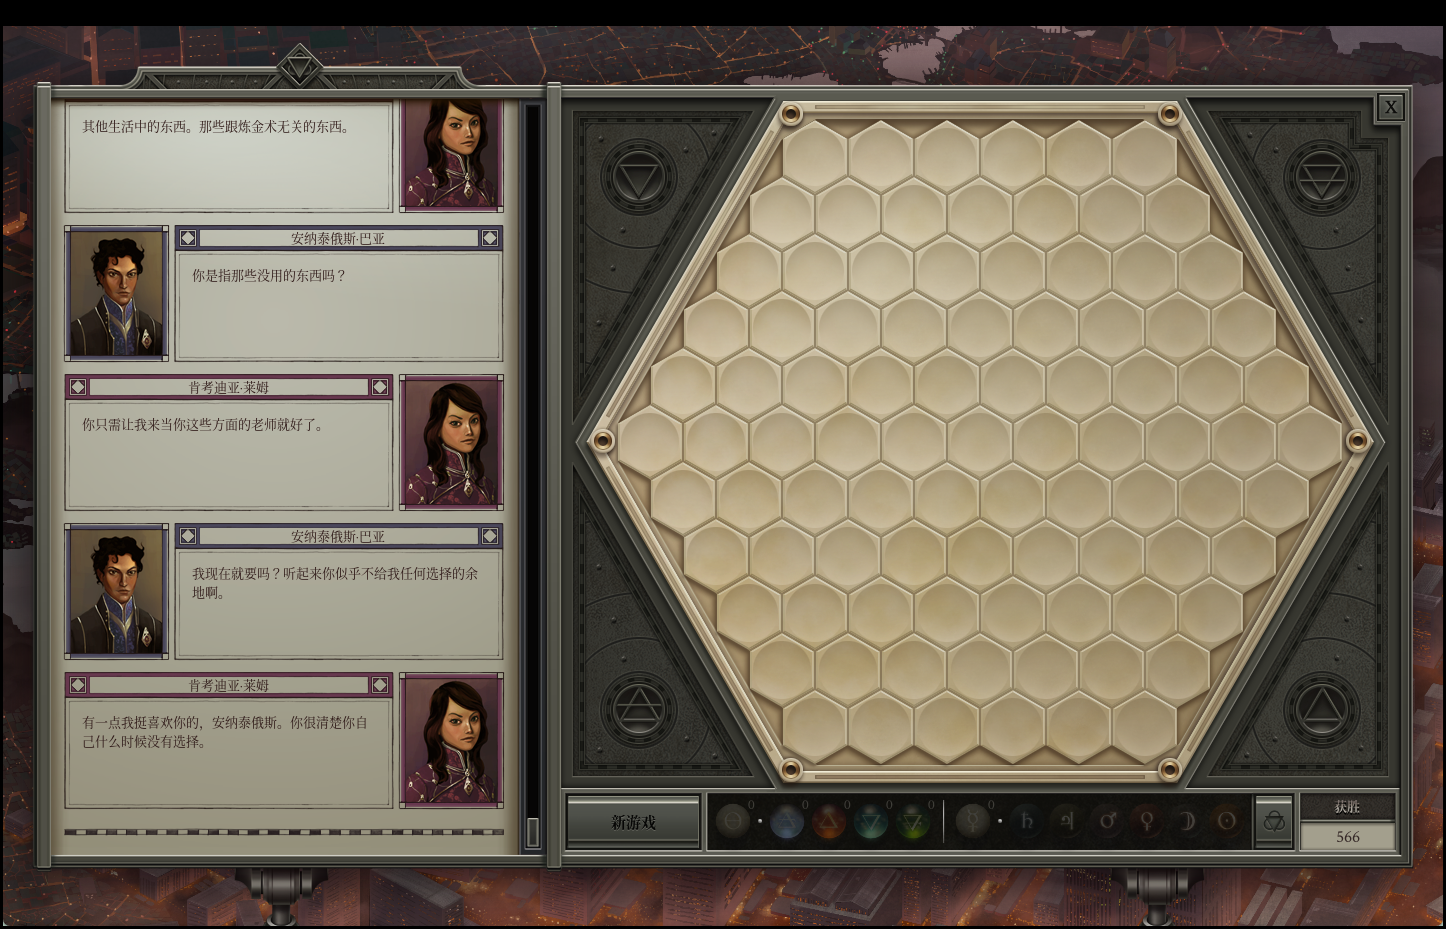 其他生活中的东西。那些跟炼金术无关的东西。
安纳泰俄斯·巴亚
你是指那些没用的东西吗？
肯考迪亚·莱姆
你只需让我来当你这些方面的老师就好了。
安纳泰俄斯·巴亚
我现在就要吗？听起来你似乎不给我任何选择的余
地啊。
肯考迪亚·莱姆
有一点我挺喜欢你的，安纳泰俄斯。你很清楚你自
己什么时候没有选择。
X
新游戏
0 0 0 0 0 0
获胜
566